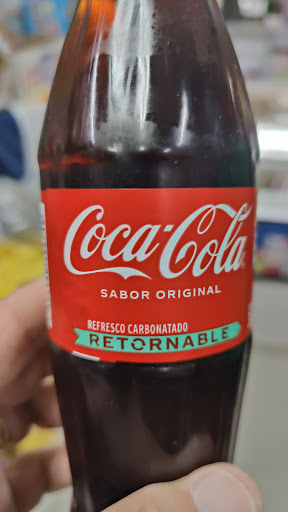 Coca-Cola
SABOR ORIGINAL
REFRESCO CARBONATADO
RETORNABLE